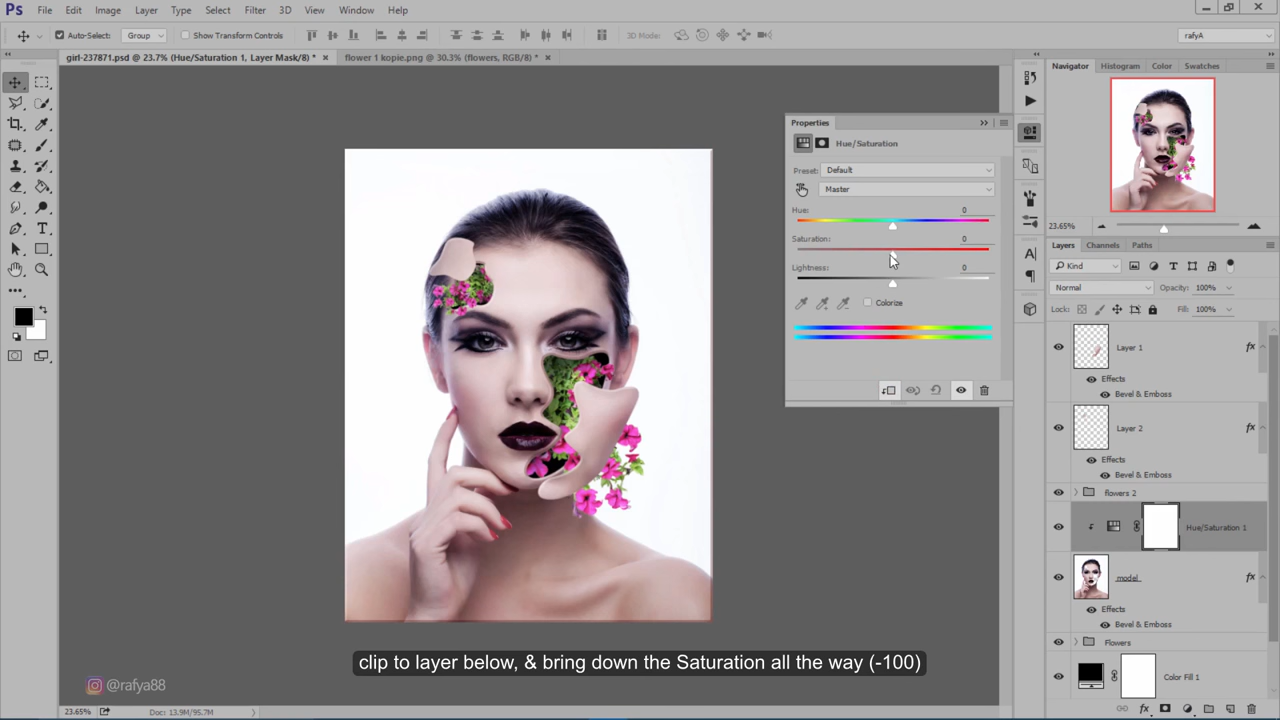 Ps File Edit Image Layer Type Select Filter 3D View Window Help
Auto-Select: Group Show Transform Controls 3D Mode: rafyA
girl-237871.psd @ 23.7% (Hue/Saturation 1, Layer Mask/8) * × flower 1 kopie.png @ 30.3% (flowers, RGB/8) * ×
Navigator Histogram Color Swatches
Properties
Hue/Saturation
Preset: Default
Master
Hue: 0
Saturation: 0
Lightness: 0
Colorize
23.65%
Layers Channels Paths
Kind
Normal Opacity: 100%
Lock: Fill: 100%
Layer 1 fx
Effects
Bevel & Emboss
Layer 2 fx
Effects
Bevel & Emboss
flowers 2
Hue/Saturation 1
model fx
Effects
Bevel & Emboss
Flowers
Color Fill 1
fx
clip to layer below, & bring down the Saturation all the way (-100)
@rafya88
23.65% Doc: 13.9M/95.7M